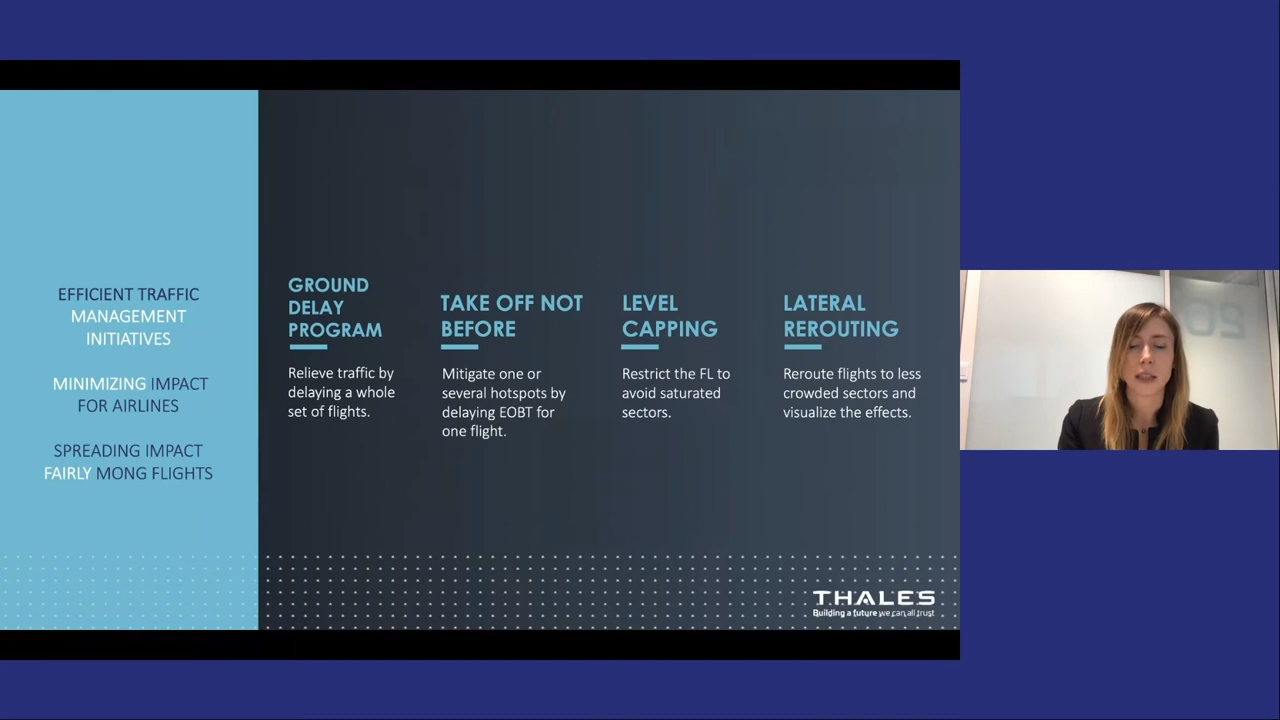 EFFICIENT TRAFFIC
MANAGEMENT
INITIATIVES
MINIMIZING IMPACT
FOR AIRLINES
SPREADING IMPACT
FAIRLY MONG FLIGHTS
GROUND
DELAY
PROGRAM
Relieve traffic by
delaying a whole
set of flights.
TAKE OFF NOT
BEFORE
Mitigate one or
several hotspots by
delaying EOBT for
one flight.
LEVEL
CAPPING
Restrict the FL to
avoid saturated
sectors.
LATERAL
REROUTING
Reroute flights to less
crowded sectors and
visualize the effects.
THALES
Building a future we can all trust